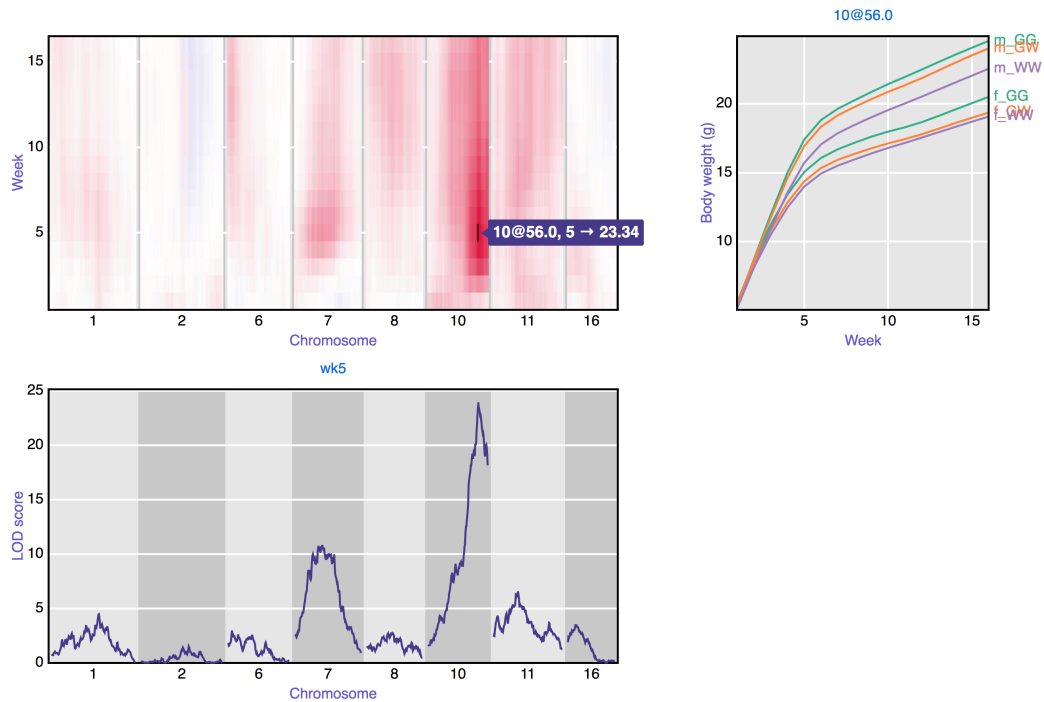 10@56.0
15
10
5
Week
10@56.0, 5 → 23.34
1 2 6 7 8 10 11 16
Chromosome
20
15
10
Body weight (g)
m_GG
m_GW
m_WW
f_GG
f_GW
f_WW
5 10 15
Week
wk5
25
20
15
10
5
0
LOD score
1 2 6 7 8 10 11 16
Chromosome